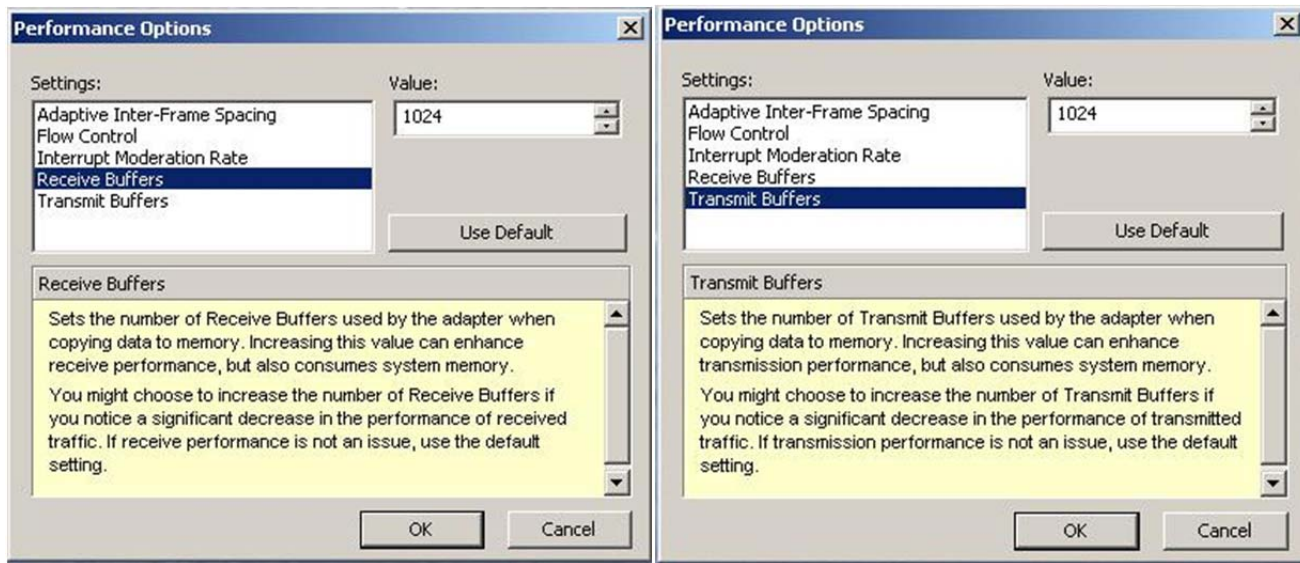 Performance Options
Settings:
Value:
Adaptive Inter-Frame Spacing
Flow Control
Interrupt Moderation Rate
Receive Buffers
Transmit Buffers
1024
Use Default
Receive Buffers
Sets the number of Receive Buffers used by the adapter when
copying data to memory. Increasing this value can enhance
receive performance, but also consumes system memory.
You might choose to increase the number of Receive Buffers if
you notice a significant decrease in the performance of received
traffic. If receive performance is not an issue, use the default
setting.
OK
Cancel
Performance Options
Settings:
Value:
Adaptive Inter-Frame Spacing
Flow Control
Interrupt Moderation Rate
Receive Buffers
Transmit Buffers
1024
Use Default
Transmit Buffers
Sets the number of Transmit Buffers used by the adapter when
copying data to memory. Increasing this value can enhance
transmission performance, but also consumes system memory.
You might choose to increase the number of Transmit Buffers if
you notice a significant decrease in the performance of transmitted
traffic. If transmission performance is not an issue, use the default
setting.
OK
Cancel